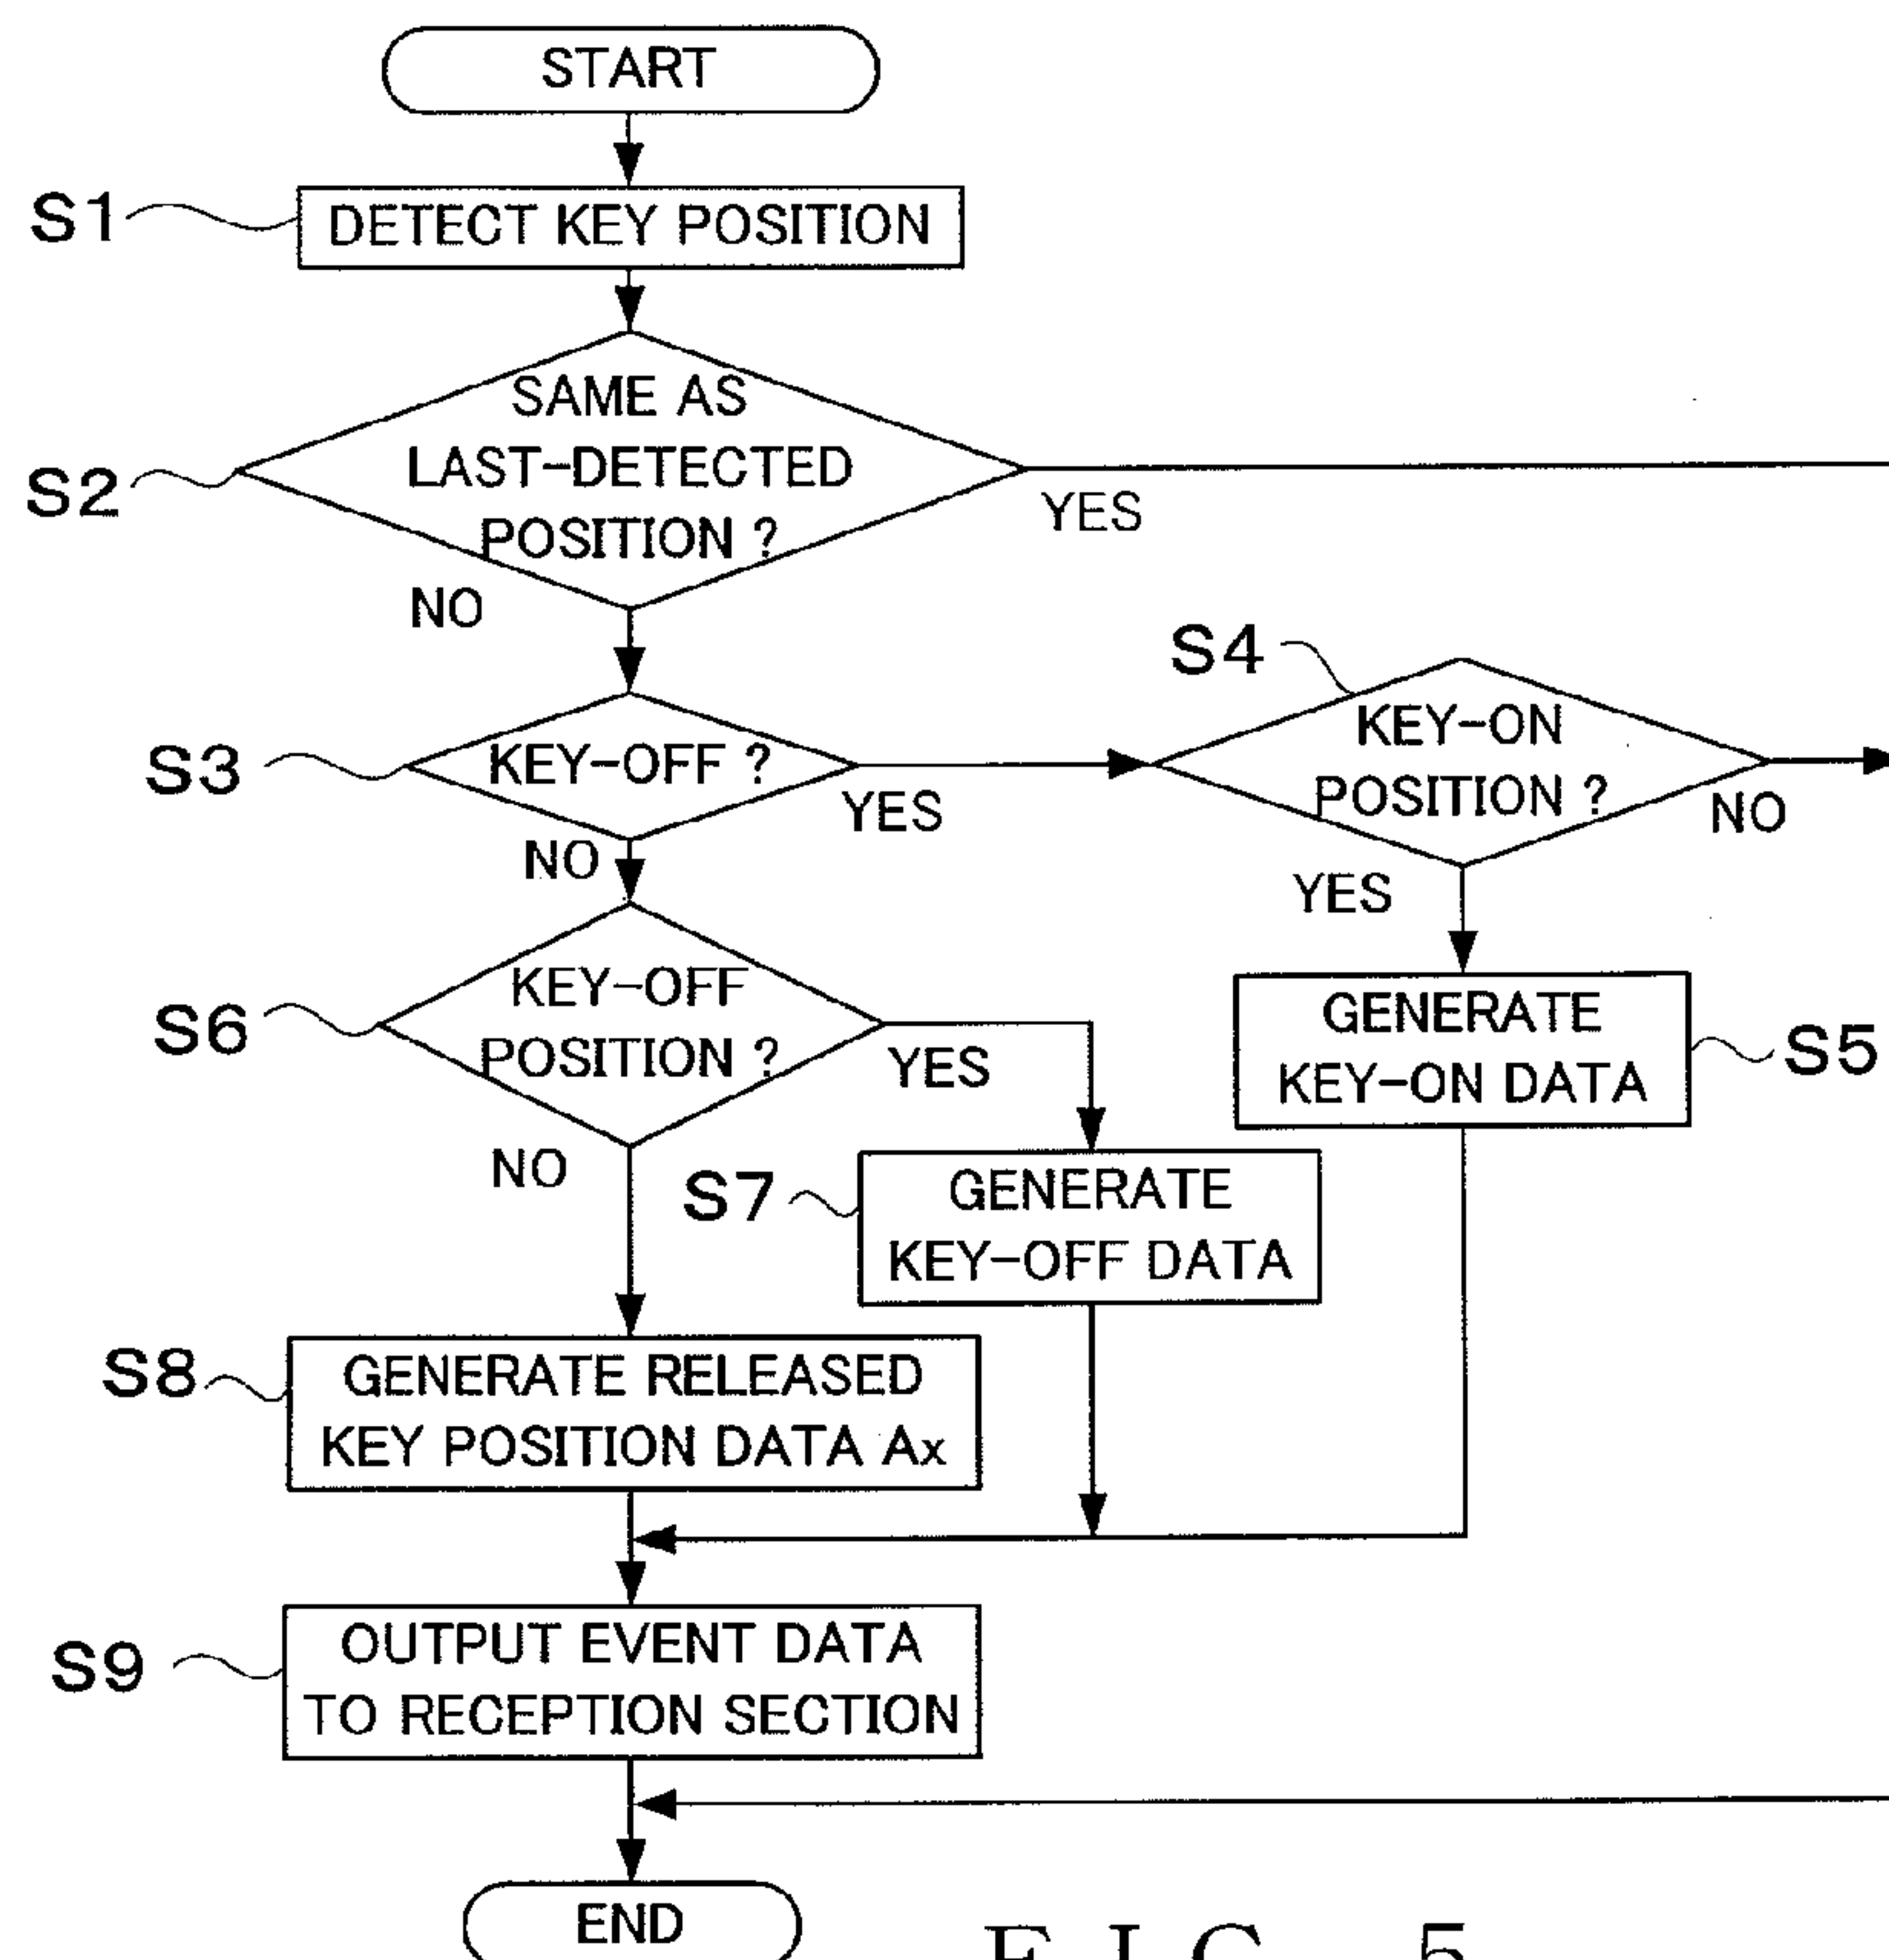 START
S1
DETECT KEY POSITION
S2
SAME AS
LAST-DETECTED
POSITION ?
YES
NO
S3
KEY-OFF ?
YES
NO
S4
KEY-ON
POSITION ?
NO
YES
S5
GENERATE
KEY-ON DATA
S6
KEY-OFF
POSITION ?
YES
NO
S7
GENERATE
KEY-OFF DATA
S8
GENERATE RELEASED
KEY POSITION DATA Ax
S9
OUTPUT EVENT DATA
TO RECEPTION SECTION
END
FIG. 5